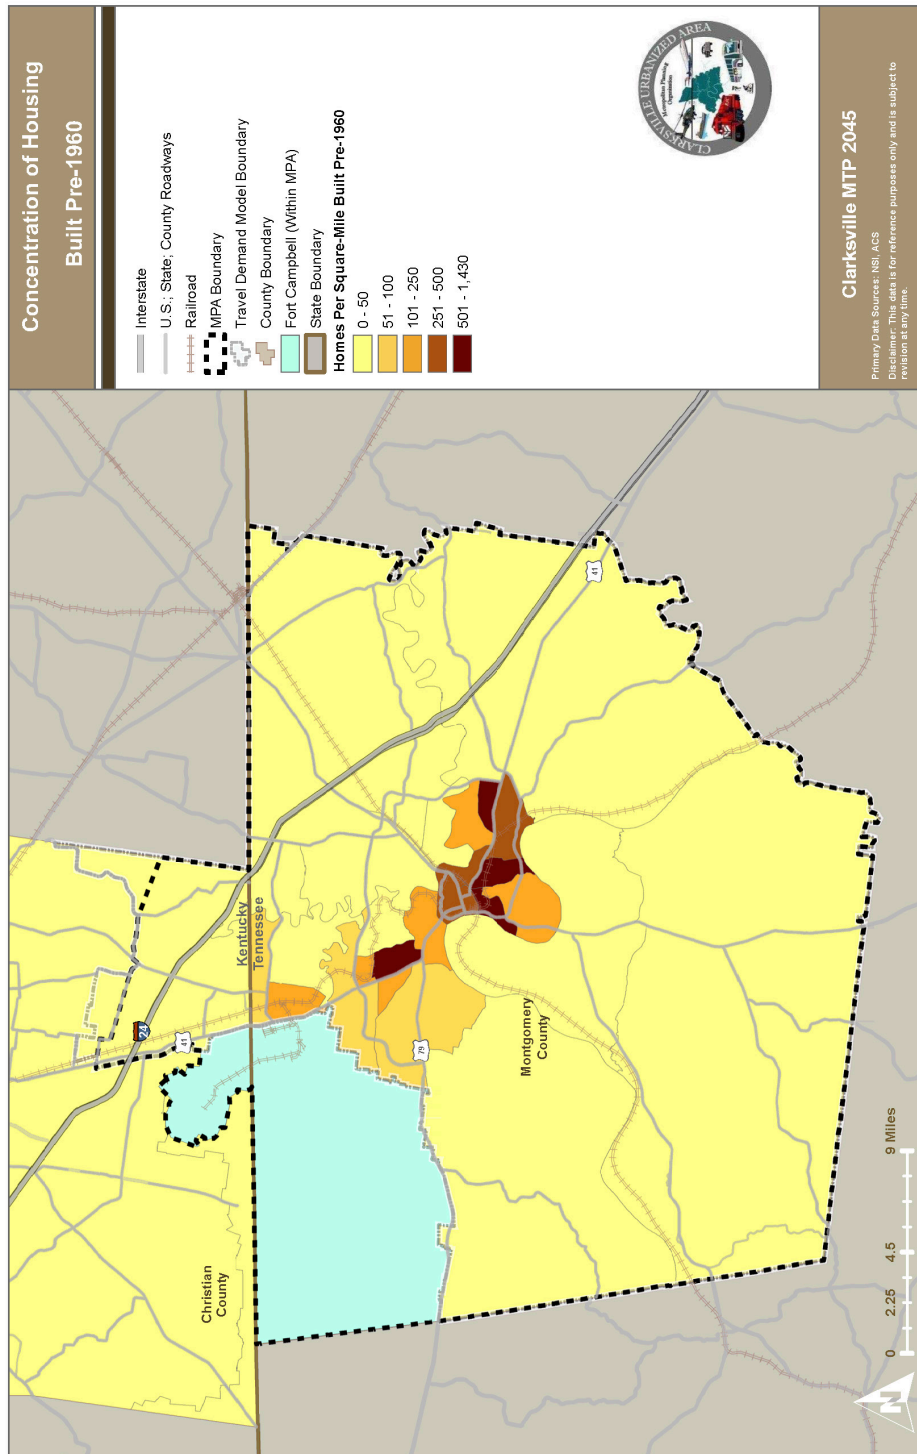 Concentration of Housing
Built Pre-1960
Interstate
U.S.; State; County Roadways
Railroad
MPA Boundary
Travel Demand Model Boundary
County Boundary
Fort Campbell (Within MPA)
State Boundary
Homes Per Square-Mile Built Pre-1960
0 - 50
51 - 100
101 - 250
251 - 500
501 - 1,430
CLARKSVILLE URBANIZED AREA
Metropolitan Planning
Organization
Clarksville MTP 2045
Primary Data Sources: NSI, ACS
Disclaimer: This data is for reference purposes only and is subject to
revision at any time.
Christian
County
24
41
Kentucky
Tennessee
79
41
Montgomery
County
N
0 2.25 4.5 9 Miles